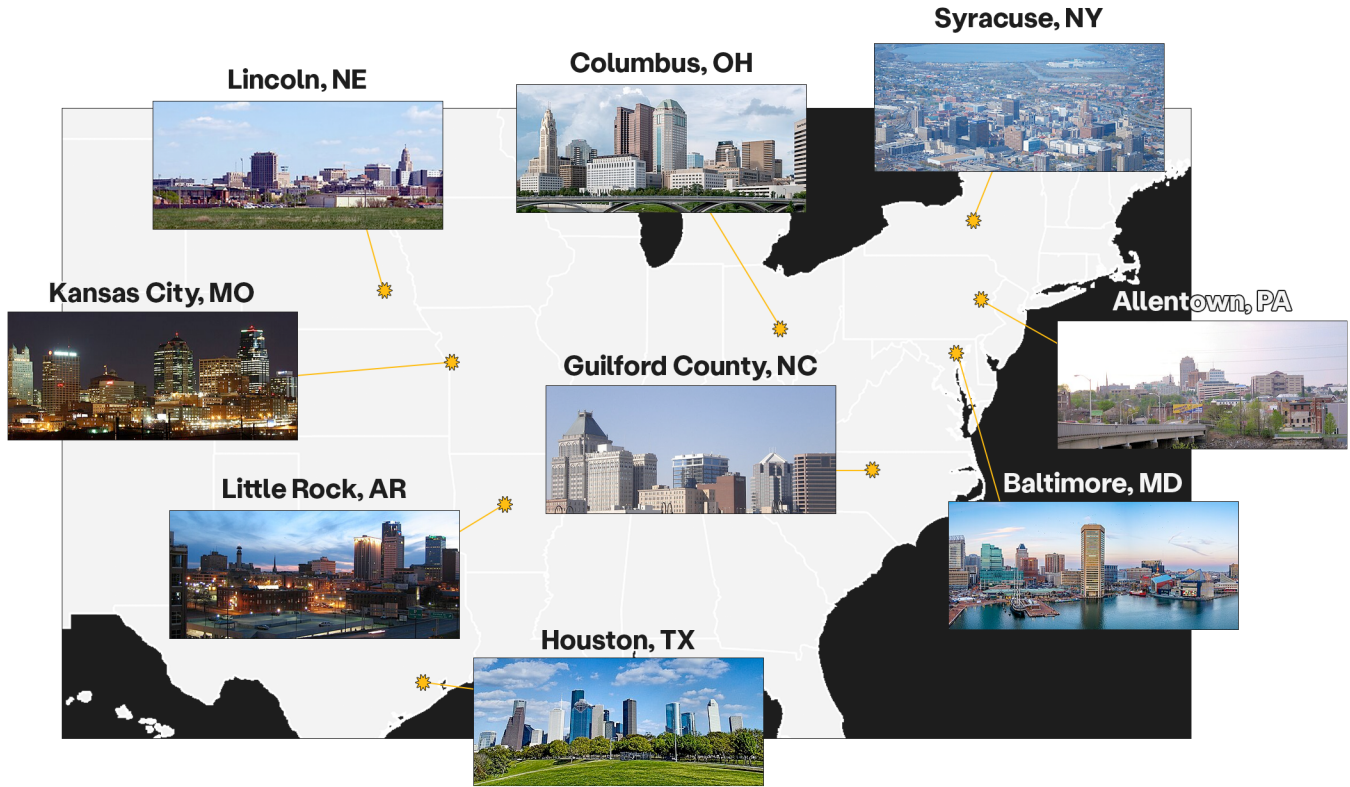 Syracuse, NY
Columbus, OH
Lincoln, NE
Kansas City, MO
Allentown, PA
Guilford County, NC
Baltimore, MD
Little Rock, AR
Houston, TX